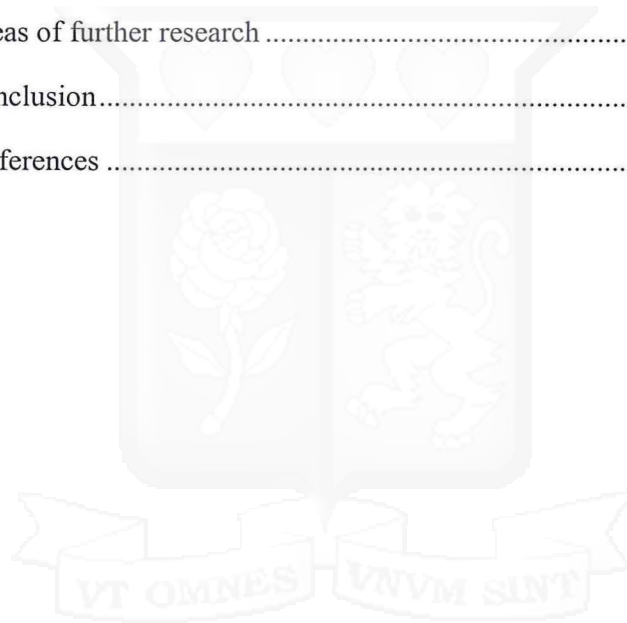 eas of further research ..............................................................
nclusion.........................................................................................
ferences ........................................................................................
VT OMNES VNVM SINT